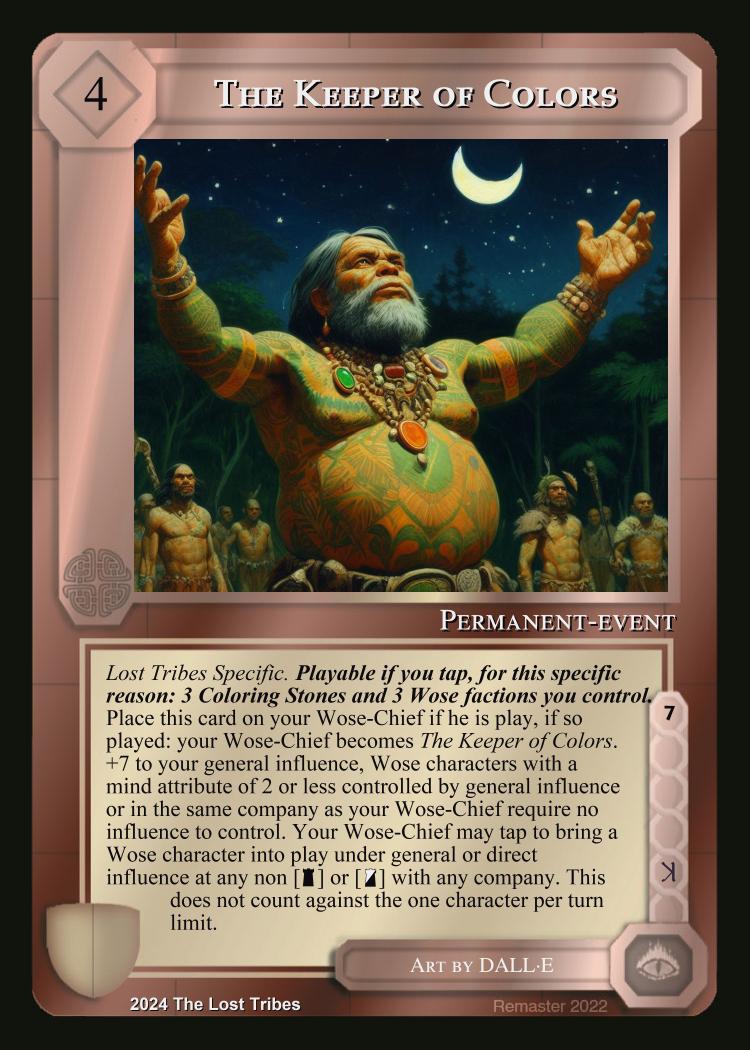 4
The Keeper of Colors
Permanent-event
Lost Tribes Specific. Playable if you tap, for this specific
reason: 3 Coloring Stones and 3 Wose factions you control.
Place this card on your Wose-Chief if he is play, if so
played: your Wose-Chief becomes The Keeper of Colors.
+7 to your general influence, Wose characters with a
mind attribute of 2 or less controlled by general influence
or in the same company as your Wose-Chief require no
influence to control. Your Wose-Chief may tap to bring a
Wose character into play under general or direct
influence at any non [] or [] with any company. This
does not count against the one character per turn
limit.
7
Art by DALL·E
2024 The Lost Tribes
Remaster 2022